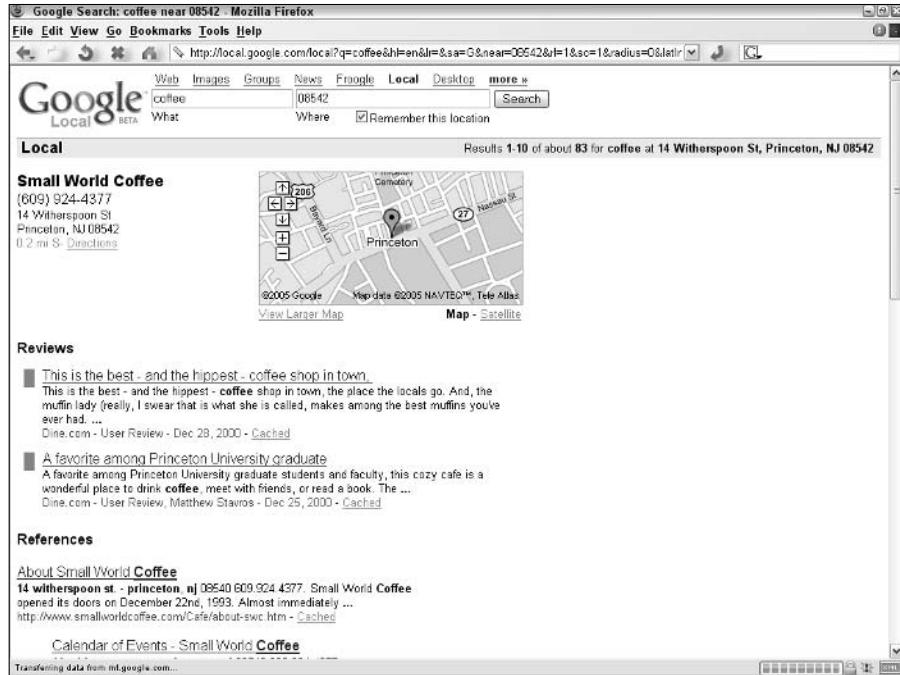 Google Search: coffee near 08542 - Mozilla Firefox
File Edit View Go Bookmarks Tools Help
http://local.google.com/local?q=coffee&hl=en&lr=&sa=G&near=08542&rl=1&sc=1&radius=0&latlr
G
Web Images Groups News Froogle Local Desktop more »
Google Local BETA
coffee 08542 Search
What Where Remember this location
Local Results 1-10 of about 83 for coffee at 14 Witherspoon St, Princeton, NJ 08542
Small World Coffee
(609) 924-4377
14 Witherspoon St
Princeton, NJ 08542
0.2 mi S- Directions
Cemetery
206
Bayard Ln
27
Nassau St
Princeton
©2005 Google Map data ©2005 NAVTEQ™, Tele Atlas
View Larger Map Map - Satellite
Reviews
This is the best - and the hippest - coffee shop in town,
This is the best - and the hippest - coffee shop in town, the place the locals go. And, the
muffin lady (really, I swear that is what she is called, makes among the best muffins you've
ever had. ...
Dine.com - User Review - Dec 28, 2000 - Cached
A favorite among Princeton University graduate
A favorite among Princeton University graduate students and faculty, this cozy cafe is a
wonderful place to drink coffee, meet with friends, or read a book. The ...
Dine.com - User Review, Matthew Stavros - Dec 25, 2000 - Cached
References
About Small World Coffee
14 witherspoon st. - princeton, nj 08540 609.924.4377. Small World Coffee
opened its doors on December 22nd, 1993. Almost immediately ...
http://www.smallworldcoffee.com/Cafe/about-swc.htm - Cached
Calendar of Events - Small World Coffee
Transferring data from mt.google.com...